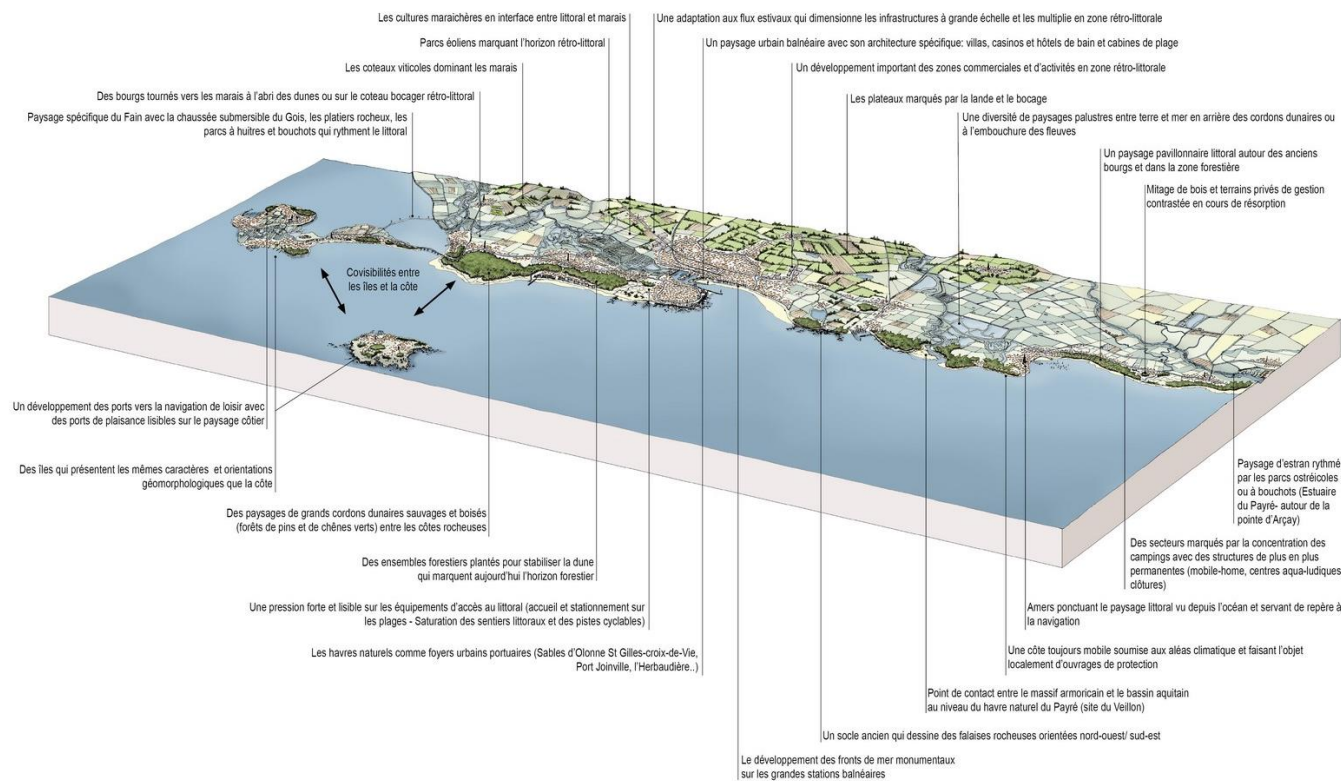 Les cultures maraichères en interface entre littoral et marais
Une adaptation aux flux estivaux qui dimensionne les infrastructures à grande échelle et les multiplie en zone rétro-littorale
Parcs éoliens marquant l'horizon rétro-littoral
Un paysage urbain balnéaire avec son architecture spécifique: villas, casinos et hôtels de bain et cabines de plage
Les coteaux viticoles dominant les marais
Un développement important des zones commerciales et d'activités en zone rétro-littorale
Des bourgs tournés vers les marais à l'abri des dunes ou sur le coteau bocager rétro-littoral
Les plateaux marqués par la lande et le bocage
Paysage spécifique du Fain avec la chaussée submersible du Gois, les platiers rocheux, les
parcs à huitres et bouchots qui rythment le littoral
Une diversité de paysages palustres entre terre et mer en arrière des cordons dunaires ou
à l'embouchure des fleuves
Un paysage pavillonnaire littoral autour des anciens
bourgs et dans la zone forestière
Mitage de bois et terrains privés de gestion
contrastée en cours de résorption
Covisibilités entre
les îles et la côte
Un développement des ports vers la navigation de loisir avec
des ports de plaisance lisibles sur le paysage côtier
Des îles qui présentent les mêmes caractères et orientations
géomorphologiques que la côte
Paysage d'estran rythmé
par les parcs ostréicoles
ou à bouchots (Estuaire
du Payré- autour de la
pointe d'Arçay)
Des paysages de grands cordons dunaires sauvages et boisés
(forêts de pins et de chênes verts) entre les côtes rocheuses
Des secteurs marqués par la concentration des
campings avec des structures de plus en plus
permanentes (mobile-home, centres aqua-ludiques
clôtures)
Des ensembles forestiers plantés pour stabiliser la dune
qui marquent aujourd'hui l'horizon forestier
Une pression forte et lisible sur les équipements d'accès au littoral (accueil et stationnement sur
les plages - Saturation des sentiers littoraux et des pistes cyclables)
Amers ponctuant le paysage littoral vu depuis l'océan et servant de repère à
la navigation
Les havres naturels comme foyers urbains portuaires (Sables d'Olonne St Gilles-croix-de-Vie,
Port Joinville, l'Herbaudière..)
Une côte toujours mobile soumise aux aléas climatique et faisant l'objet
localement d'ouvrages de protection
Point de contact entre le massif armoricain et le bassin aquitain
au niveau du havre naturel du Payré (site du Veillon)
Un socle ancien qui dessine des falaises rocheuses orientées nord-ouest/ sud-est
Le développement des fronts de mer monumentaux
sur les grandes stations balnéaires